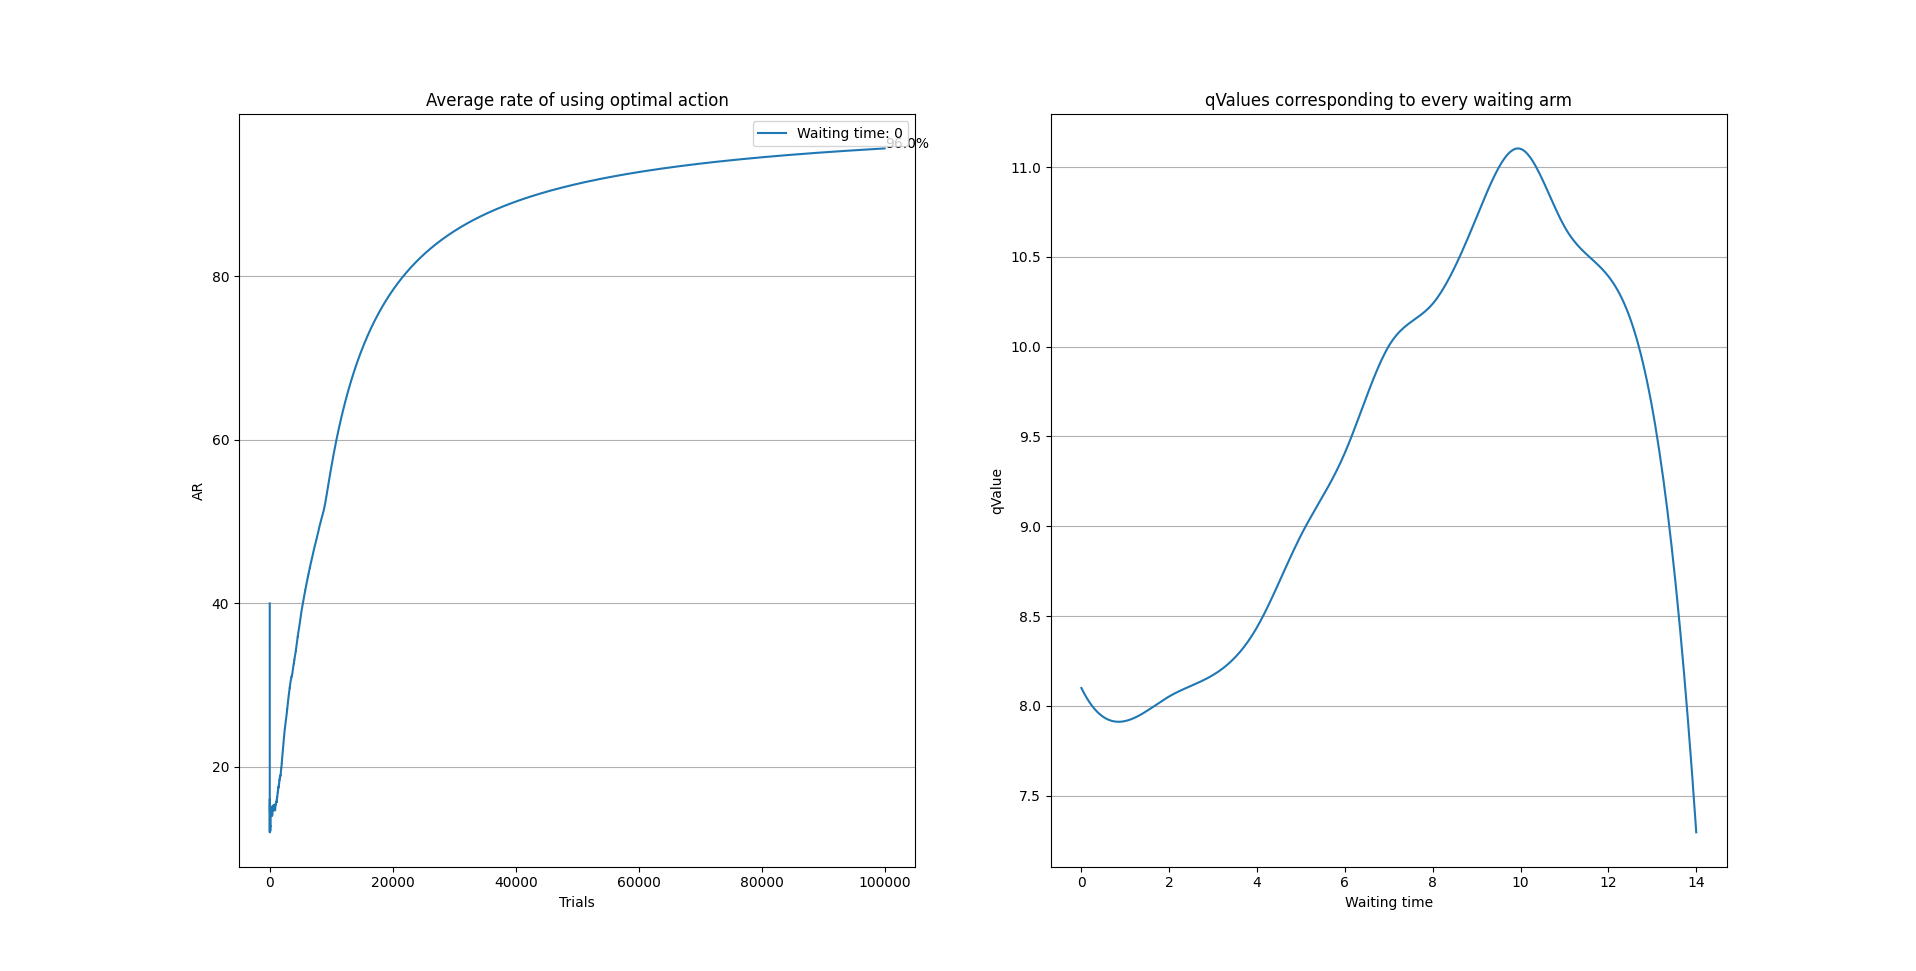 Average rate of using optimal action
Waiting time: 0
96.0%
80
60
40
20
AR
0 20000 40000 60000 80000 100000
Trials
qValues corresponding to every waiting arm
11.0
10.5
10.0
9.5
9.0
8.5
8.0
7.5
qValue
0 2 4 6 8 10 12 14
Waiting time